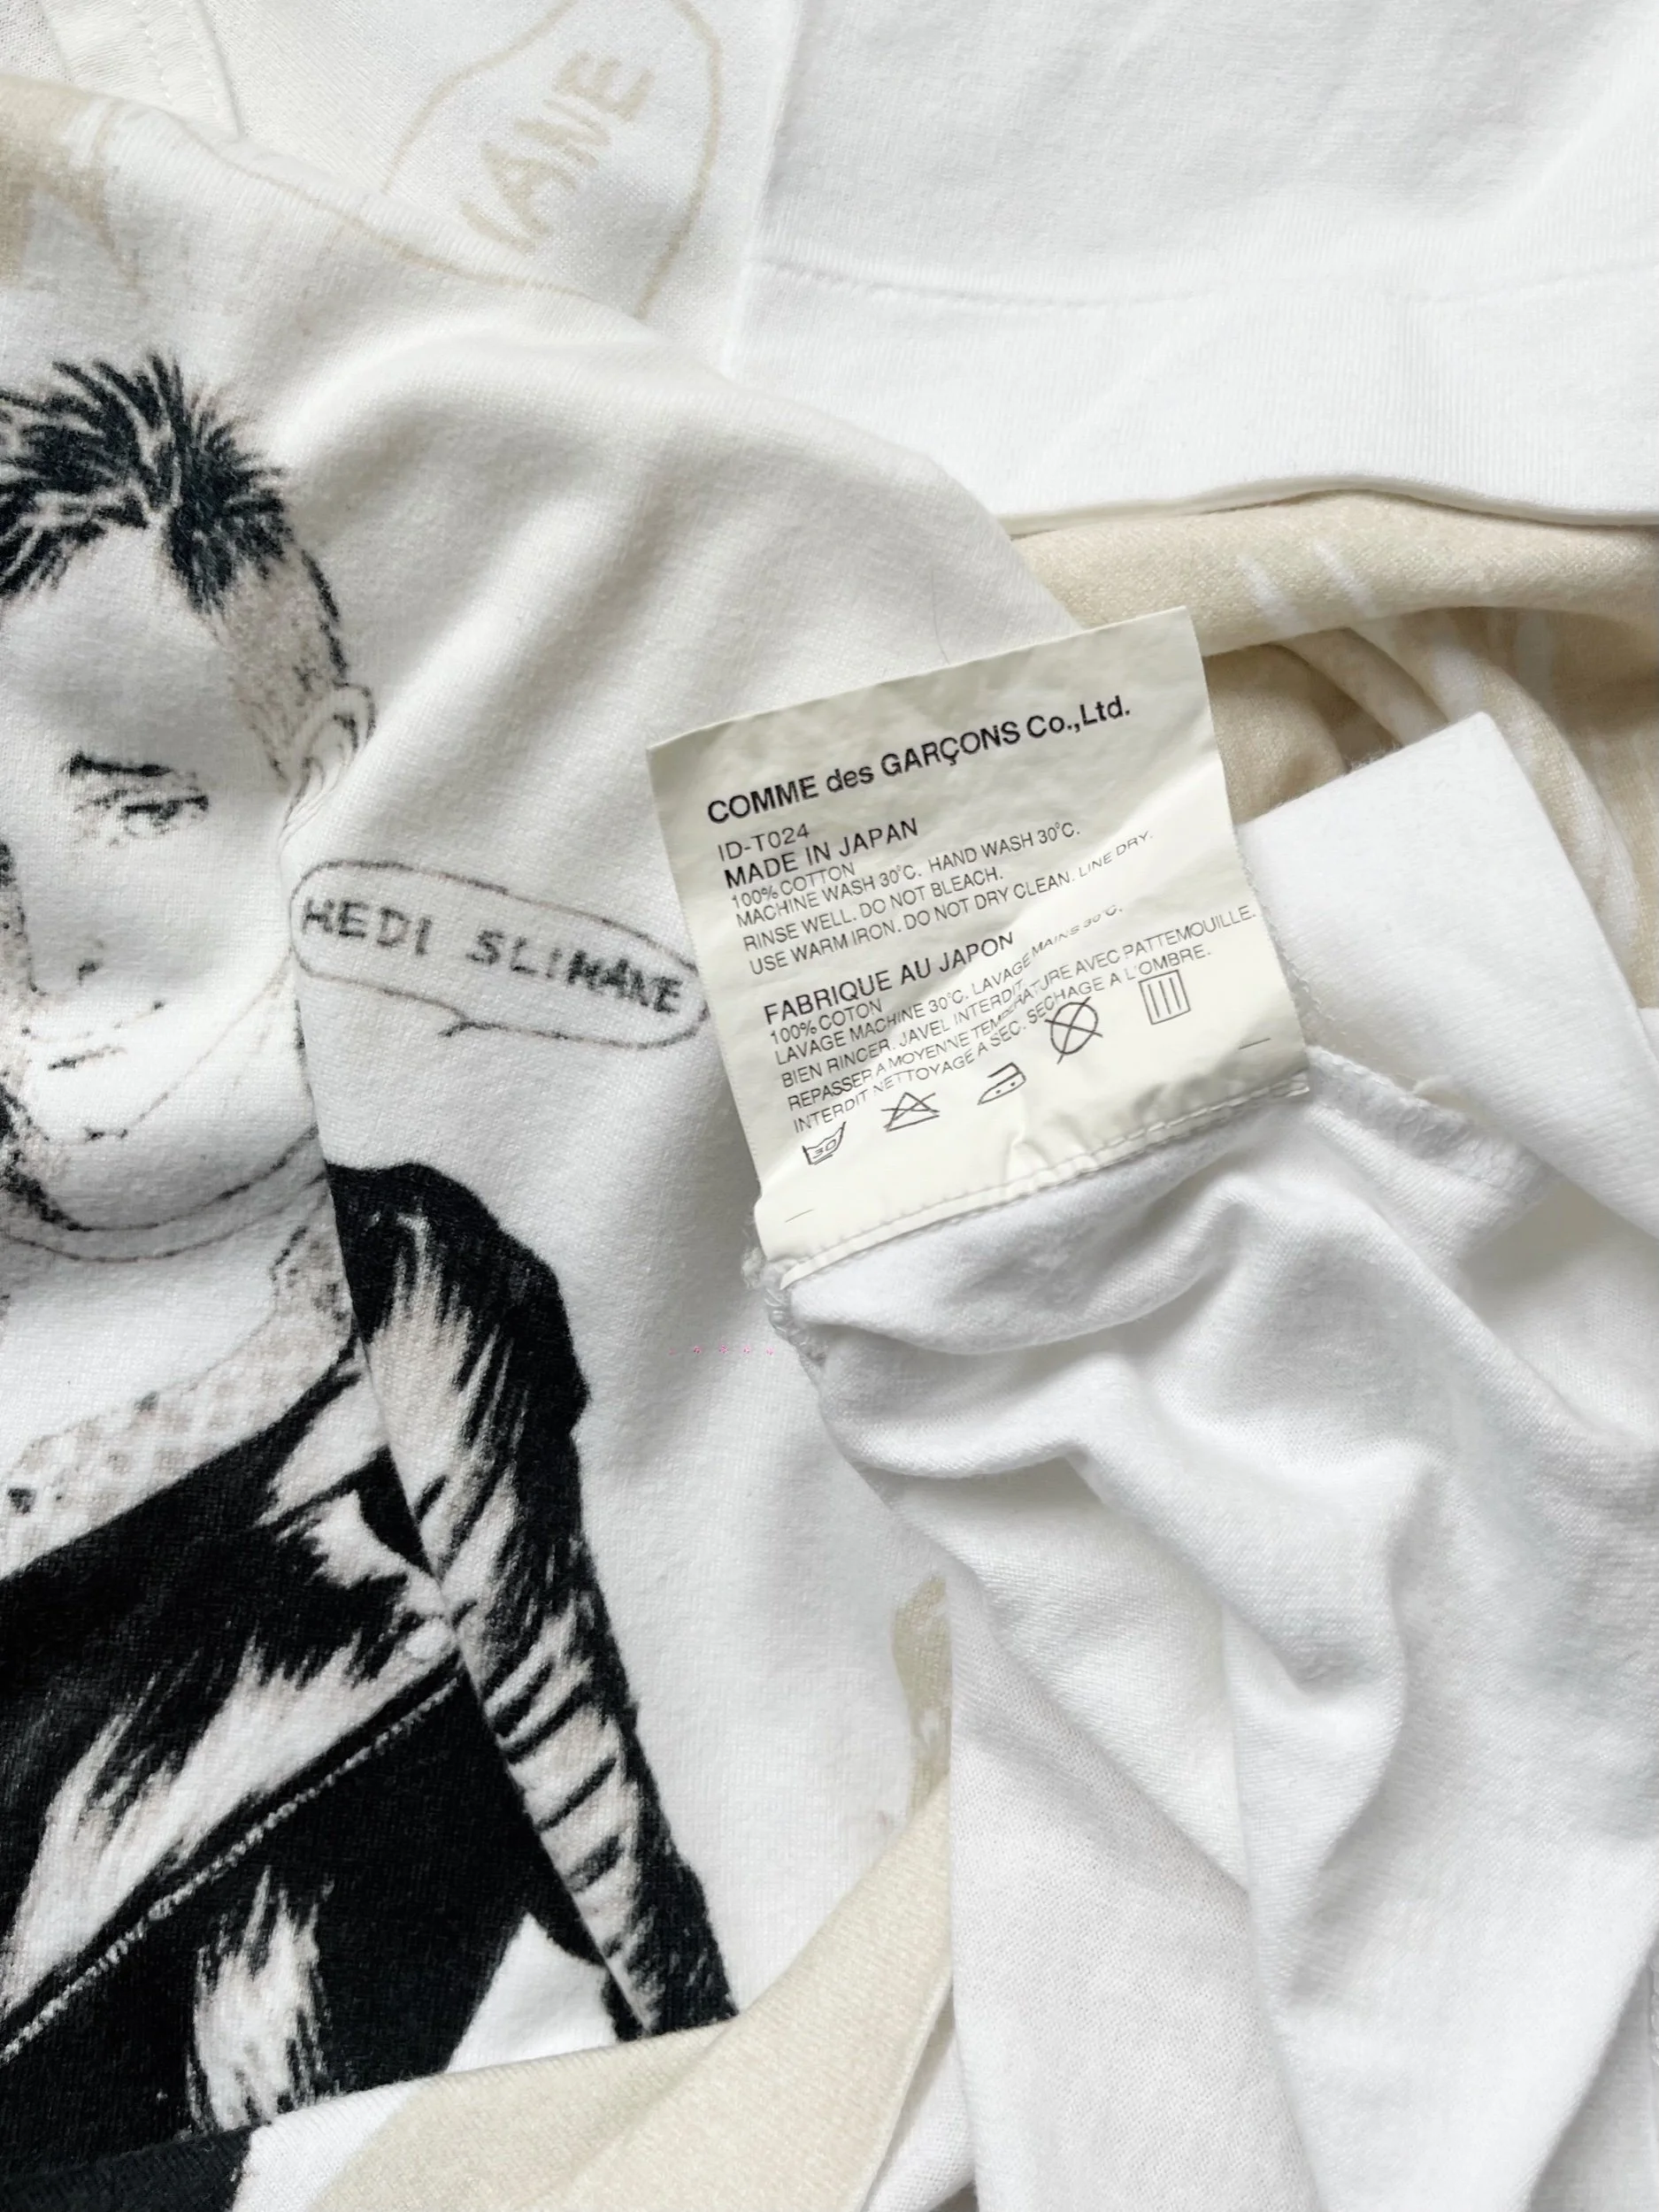 IANE
HEDI SLIMANE
COMME des GARÇONS Co.,Ltd.
ID-T024
MADE IN JAPAN
100% COTTON
MACHINE WASH 30°C. HAND WASH 30°C.
RINSE WELL. DO NOT BLEACH.
USE WARM IRON. DO NOT DRY CLEAN. LINE DRY.
FABRIQUE AU JAPON
100% COTON
LAVAGE MACHINE 30°C. LAVAGE MAINS 30°C.
BIEN RINCER. JAVEL INTERDIT.
REPASSER A MOYENNE TEMPERATURE AVEC PATTEMOUILLE.
INTERDIT NETTOYAGE A SEC. SECHAGE A L'OMBRE.
30